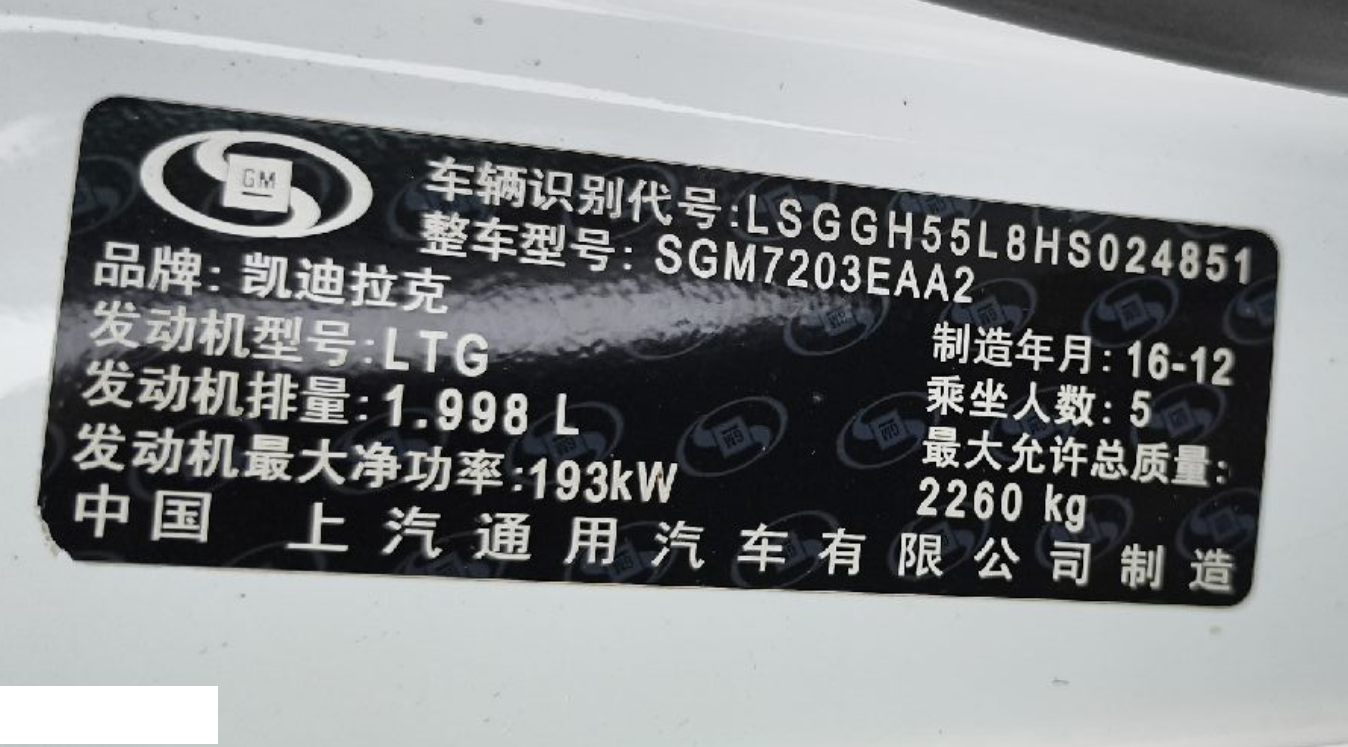 GM
车辆识别代号:LSGGH55L8HS024851
整车型号: SGM7203EAA2
品牌: 凯迪拉克
发动机型号:LTG
制造年月: 16-12
发动机排量:1.998 L
乘坐人数: 5
发动机最大净功率:193kW
最大允许总质量:
2260 kg
中国 上汽通用汽车有限公司制造